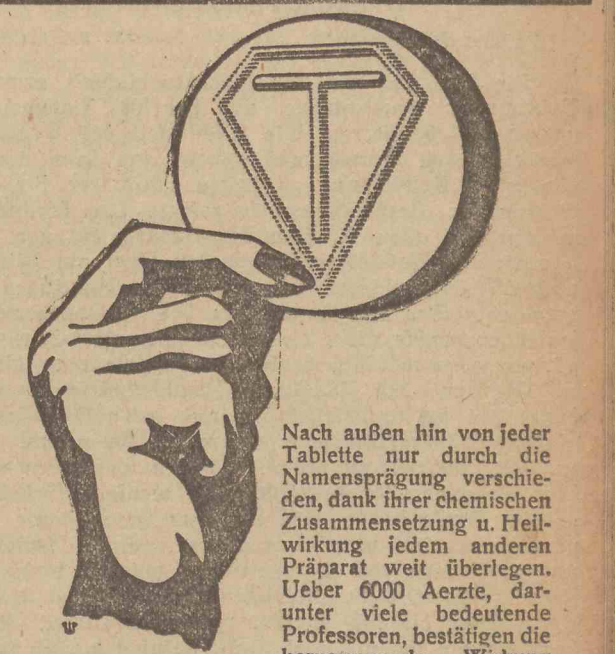 T
Nach außen hin von jeder
Tablette nur durch die
Namensprägung verschie-
den, dank ihrer chemischen
Zusammensetzung u. Heil-
wirkung jedem anderen
Präparat weit überlegen.
Ueber 6000 Aerzte, dar-
unter viele bedeutende
Professoren, bestätigen die